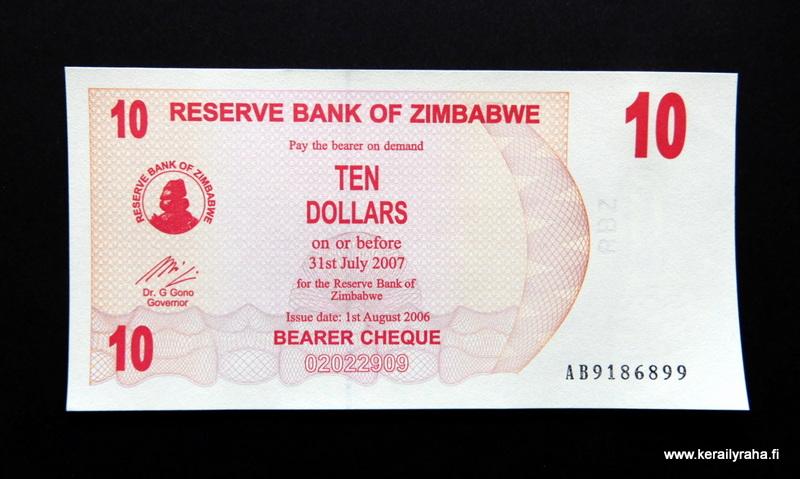 10 RESERVE BANK OF ZIMBABWE 10
Pay the bearer on demand
TEN
DOLLARS
RESERVE BANK OF ZIMBABWE
on or before
31st July 2007
for the Reserve Bank of
Zimbabwe
Dr. G Gono
Governor
Issue date: 1st August 2006
10 BEARER CHEQUE
02022909
RBZ
AB9186899
www.kerailyraha.fi